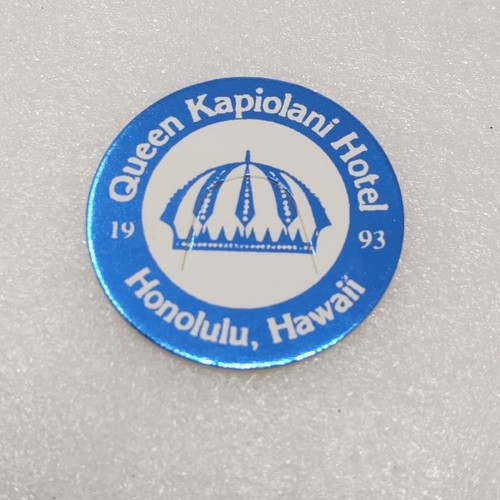 Queen Kapiolani Hotel
19 93
Honolulu, Hawaii